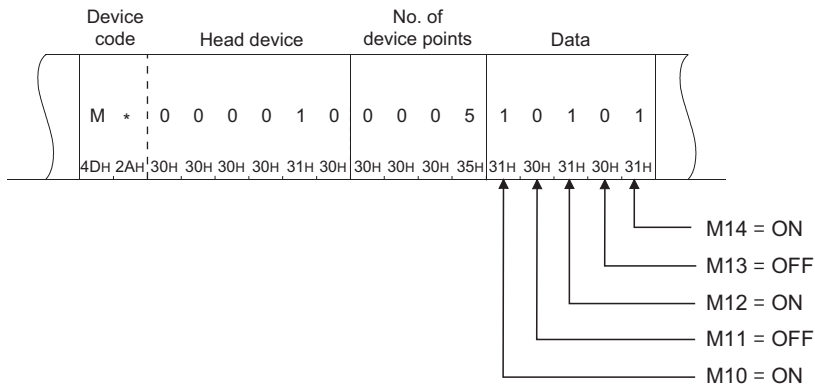 Device code
Head device
No. of device points
Data
M * 0 0 0 0 1 0 0 0 0 5 1 0 1 0 1
4DH 2AH 30H 30H 30H 30H 31H 30H 30H 30H 30H 35H 31H 30H 31H 30H 31H
M14 = ON
M13 = OFF
M12 = ON
M11 = OFF
M10 = ON